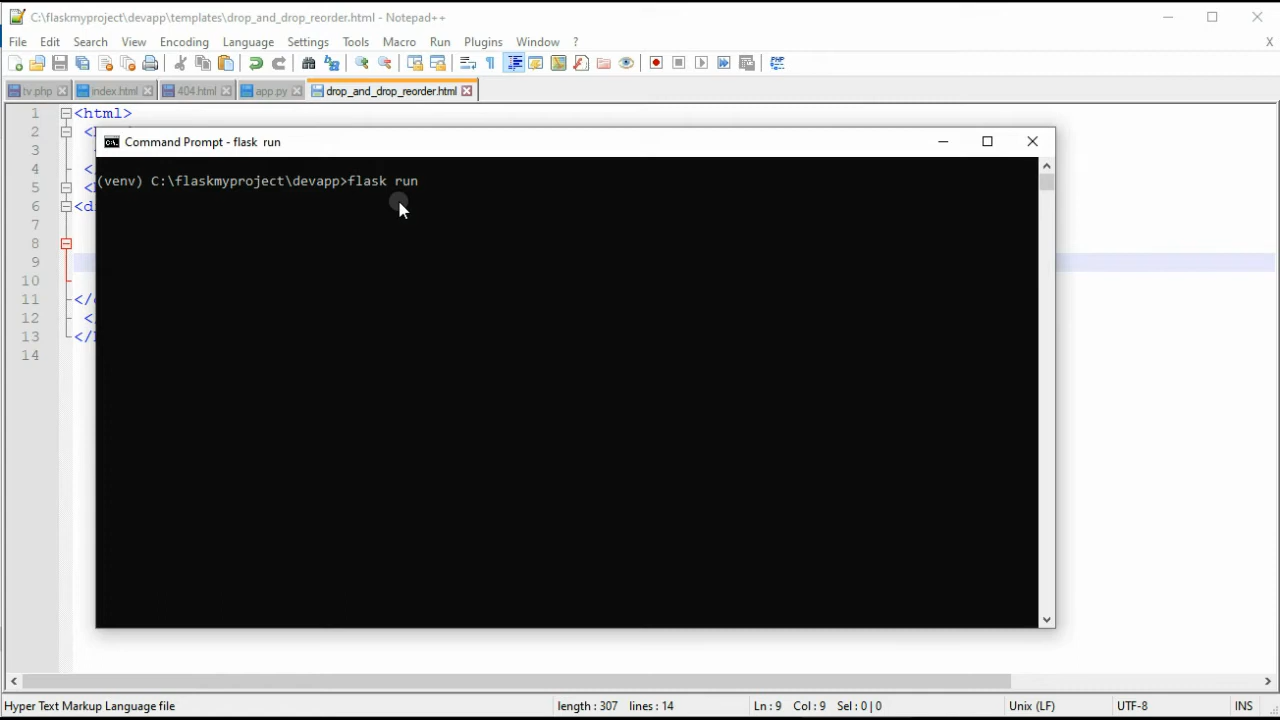 C:\flaskmyproject\devapp\templates\drop_and_drop_reorder.html - Notepad++
File Edit Search View Encoding Language Settings Tools Macro Run Plugins Window ? X
tv.php index.html 404.html app.py drop_and_drop_reorder.html
1 <html>
2
Command Prompt - flask run
3
4 </
(venv) C:\flaskmyproject\devapp>flask run
5
6 <d
7
8
9
10
11 </
12 </
13 </
14
Hyper Text Markup Language file length : 307 lines : 14 Ln : 9 Col : 9 Sel : 0 | 0 Unix (LF) UTF-8 INS